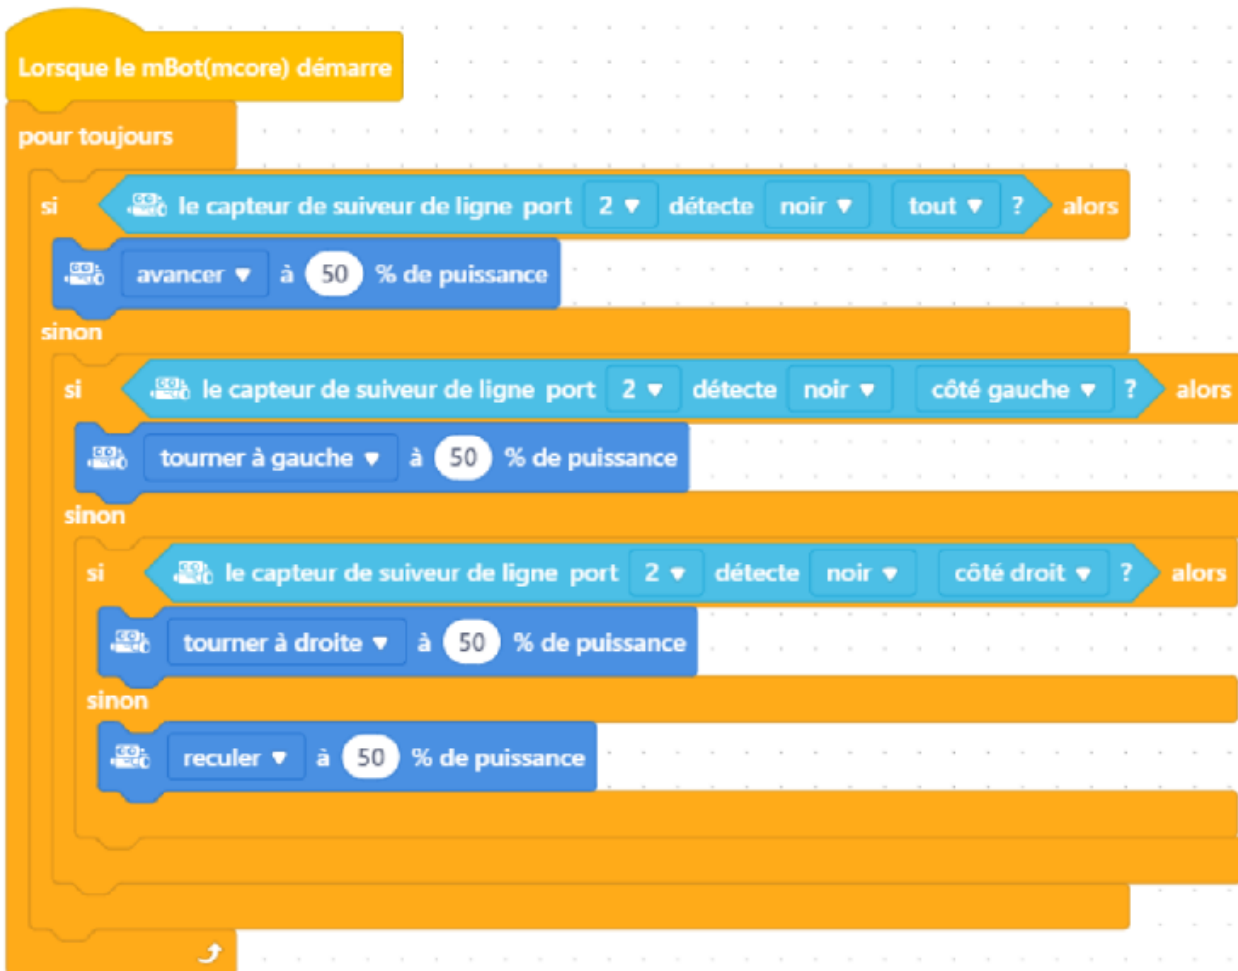 Lorsque le mBot(mcore) démarre
pour toujours
si le capteur de suiveur de ligne port 2 détecte noir tout ? alors
avancer à 50 % de puissance
sinon
si le capteur de suiveur de ligne port 2 détecte noir côté gauche ? alors
tourner à gauche à 50 % de puissance
sinon
si le capteur de suiveur de ligne port 2 détecte noir côté droit ? alors
tourner à droite à 50 % de puissance
sinon
reculer à 50 % de puissance